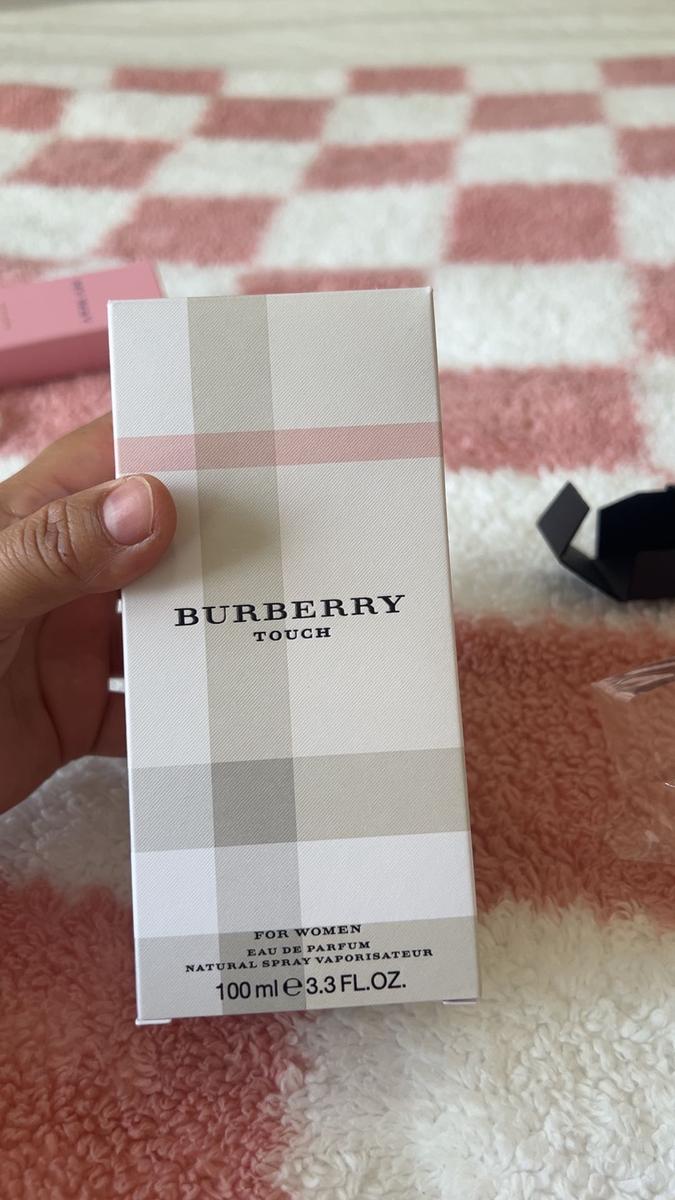 BURBERRY
TOUCH
FOR WOMEN
EAU DE PARFUM
NATURAL SPRAY VAPORISATEUR
100 ml ℮ 3.3 FL.OZ.